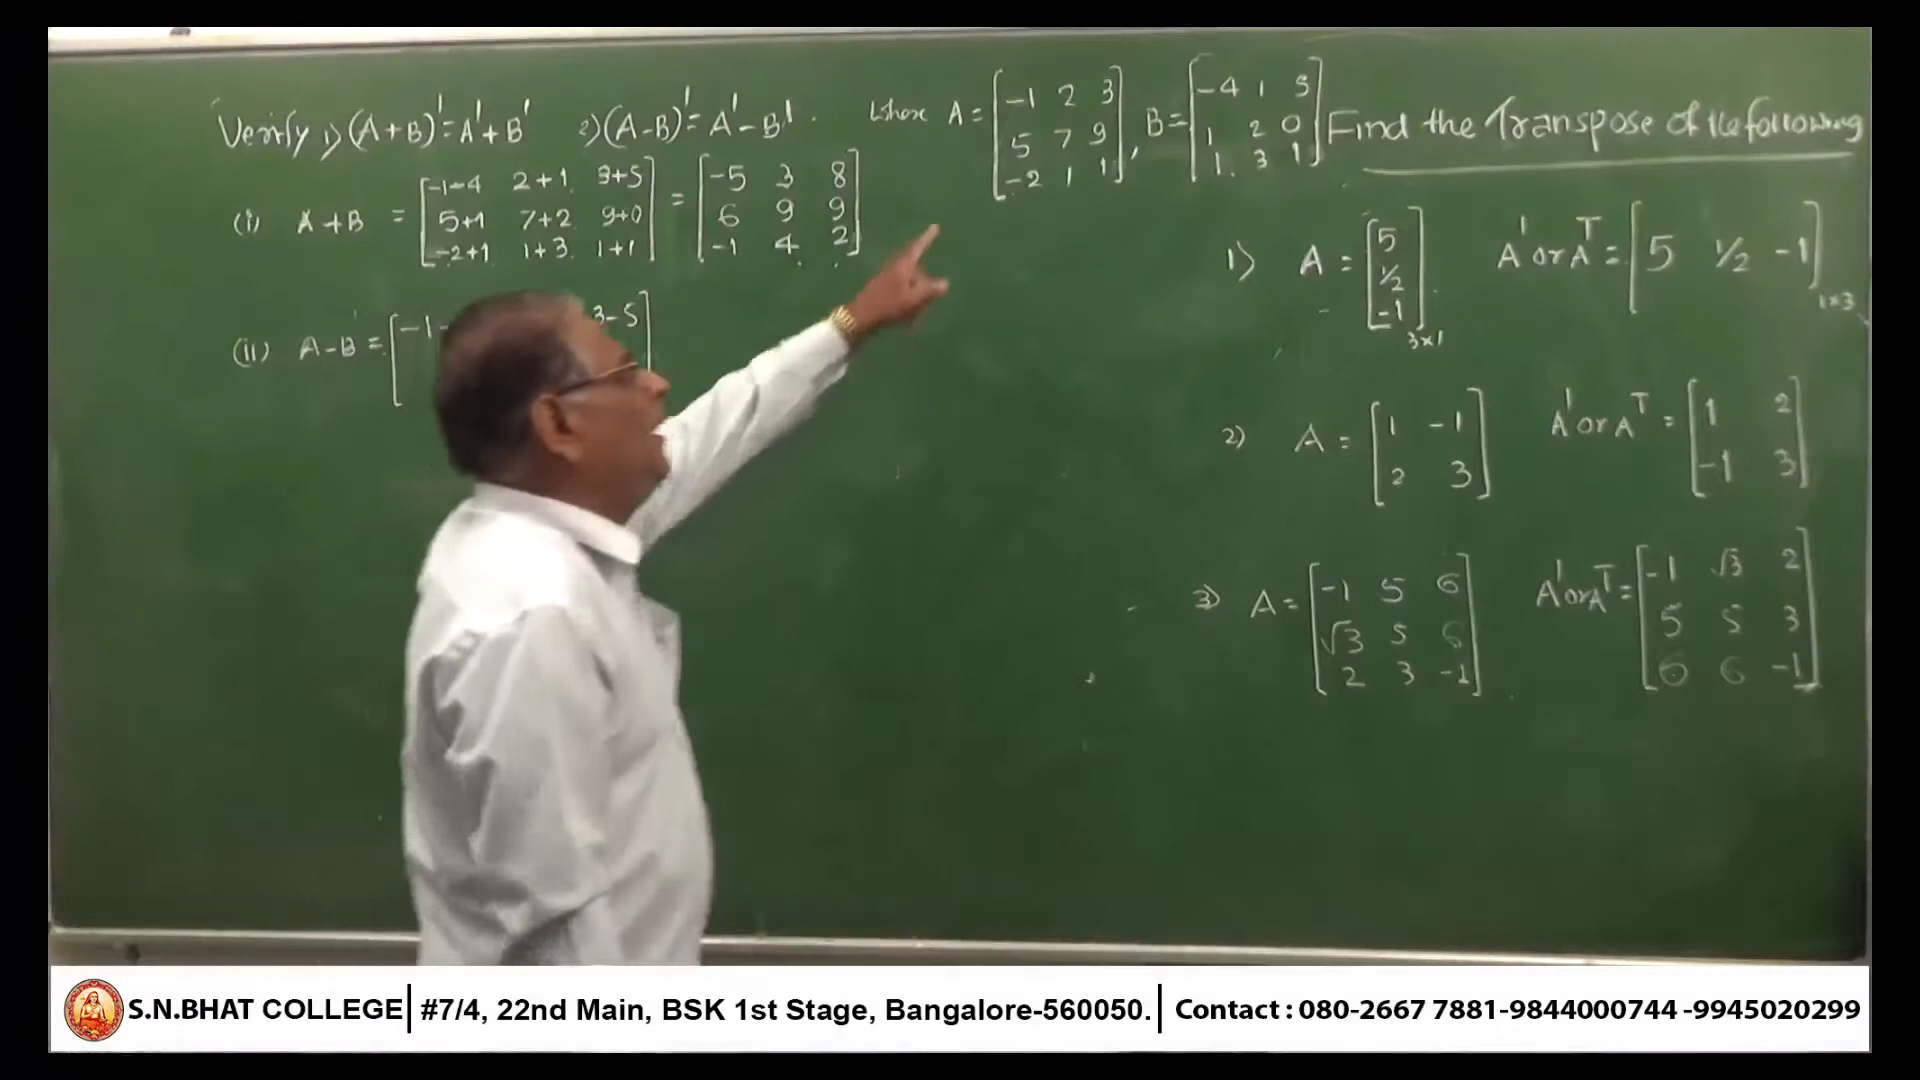 Verify 1) (A+B)' = A' + B' 2) (A-B)' = A' - B'. Where A = [-1 2 3; 5 7 9; -2 1 1], B = [-4 1 5; 1 2 0; 1 3 1]
(i) A+B = [-1-4 2+1 3+5; 5+1 7+2 9+0; -2+1 1+3 1+1] = [-5 3 8; 6 9 9; -1 4 2]
(ii) A-B = [-1- 3-5
Find the Transpose of the following
1) A = [5; 1/2; -1] 3×1 A' or A^T = [5 1/2 -1] 1×3
2) A = [1 -1; 2 3] A' or A^T = [1 2; -1 3]
3) A = [-1 5 6; √3 5 6; 2 3 -1] A' or A^T = [-1 √3 2; 5 5 3; 6 6 -1]
S.N.BHAT COLLEGE | #7/4, 22nd Main, BSK 1st Stage, Bangalore-560050. | Contact : 080-2667 7881-9844000744 -9945020299